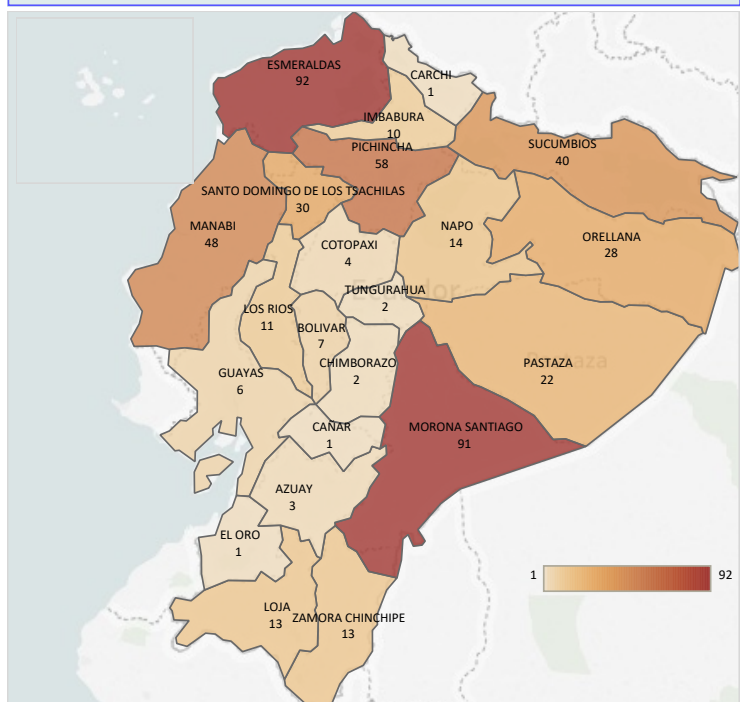 ESMERALDAS
92
CARCHI
1
IMBABURA
10
PICHINCHA
58
SUCUMBIOS
40
SANTO DOMINGO DE LOS TSACHILAS
30
MANABI
48
NAPO
14
ORELLANA
28
COTOPAXI
4
Ecuador
TUNGURAHUA
2
LOS RIOS
11
BOLIVAR
7
CHIMBORAZO
2
GUAYAS
6
PASTAZA
22
CAÑAR
1
MORONA SANTIAGO
91
AZUAY
3
EL ORO
1
1
92
LOJA
13
ZAMORA CHINCHIPE
13